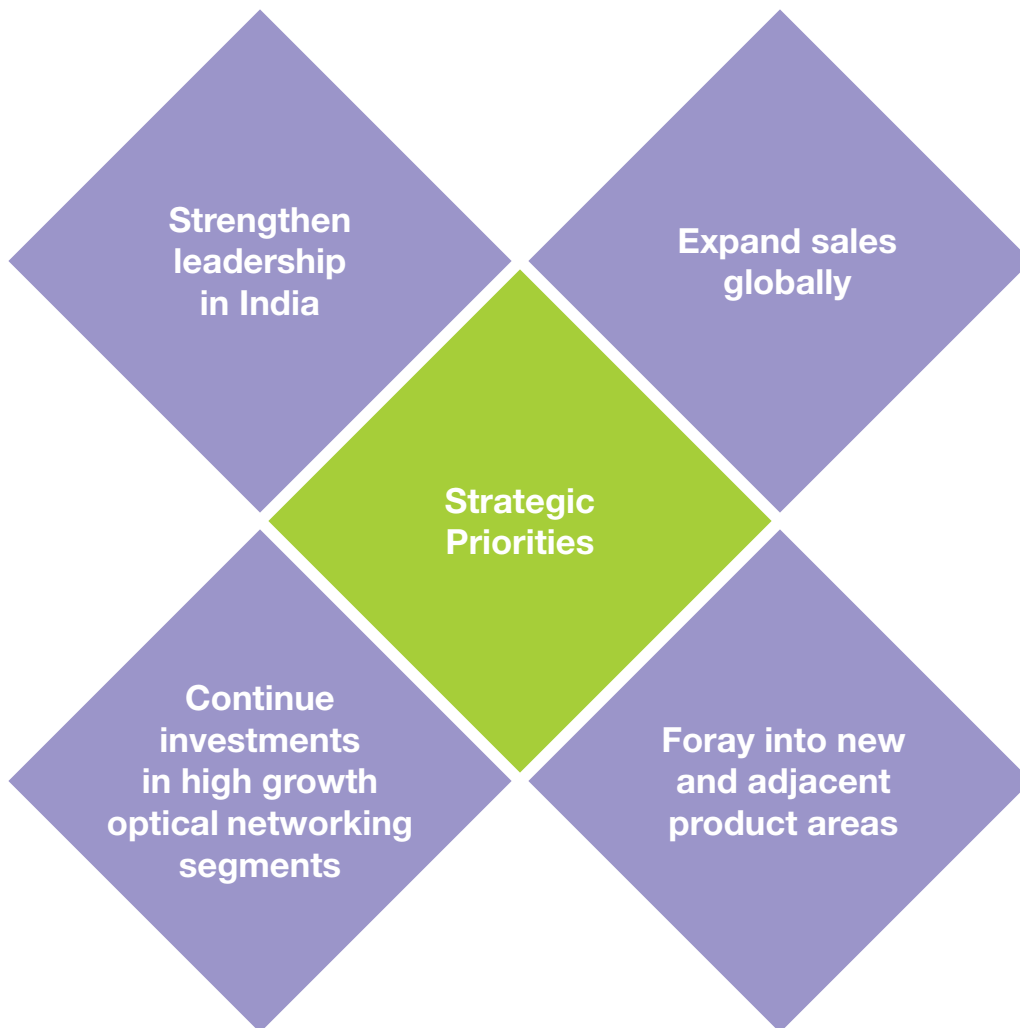 Strengthen
leadership
in India
Expand sales
globally
Strategic
Priorities
Continue
investments
in high growth
optical networking
segments
Foray into new
and adjacent
product areas